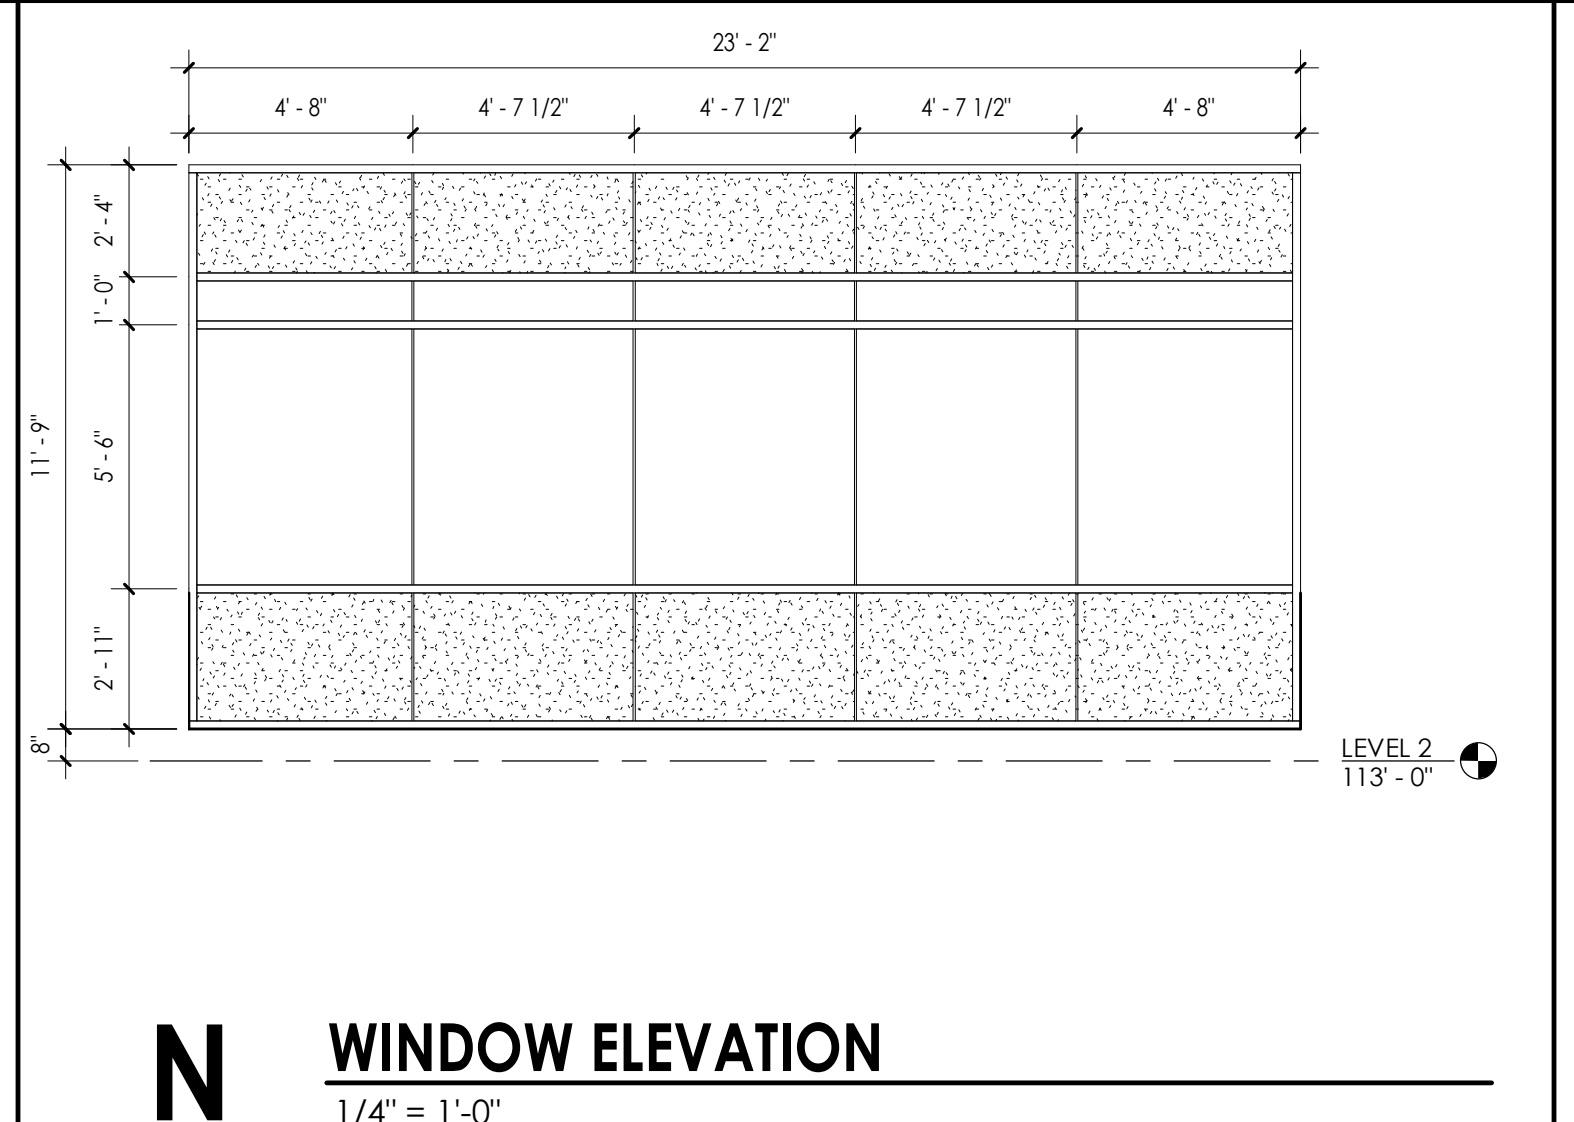 23' - 2"
4' - 8"
4' - 7 1/2"
4' - 7 1/2"
4' - 7 1/2"
4' - 8"
2' - 4"
1' - 0"
11' - 9"
5' - 6"
2' - 11"
8"
LEVEL 2
113' - 0"
N
WINDOW ELEVATION
1/4" = 1'-0"